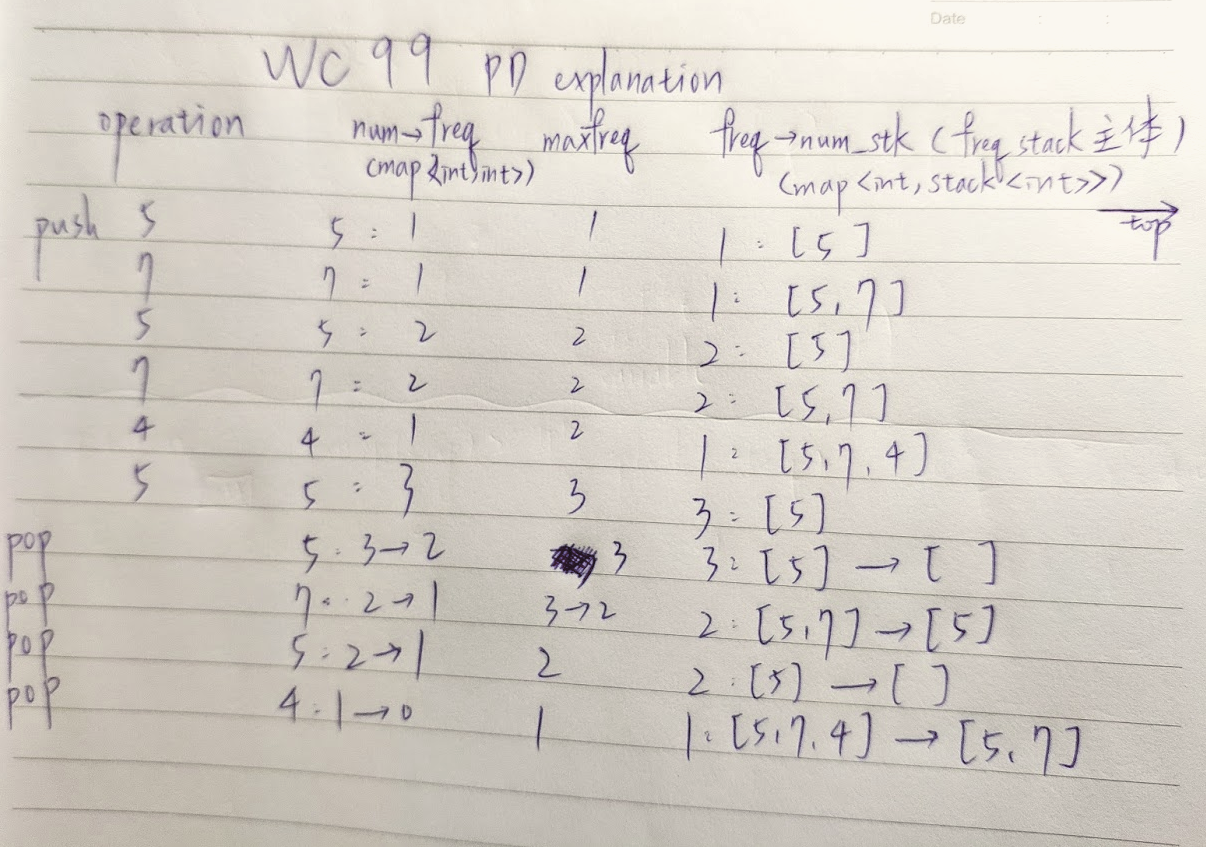 Date : :
WC 99 PD explanation
operation num→freq maxfreq freq→num_stk (freq stack 主体)
(map<int,int>) (map<int, stack<int>>)
push 5 5 : 1 1 1 : [5] top
7 7 : 1 1 1 : [5,7]
5 5 : 2 2 2 : [5]
7 7 : 2 2 2 : [5,7]
4 4 : 1 2 1 : [5,7,4]
5 5 : 3 3 3 : [5]
pop 5 : 3→2 3 3 : [5] → [ ]
pop 7 : 2→1 3→2 2 : [5,7] → [5]
pop 5 : 2→1 2 2 : [5] → [ ]
pop 4 : 1→0 1 1 : [5,7,4] → [5,7]